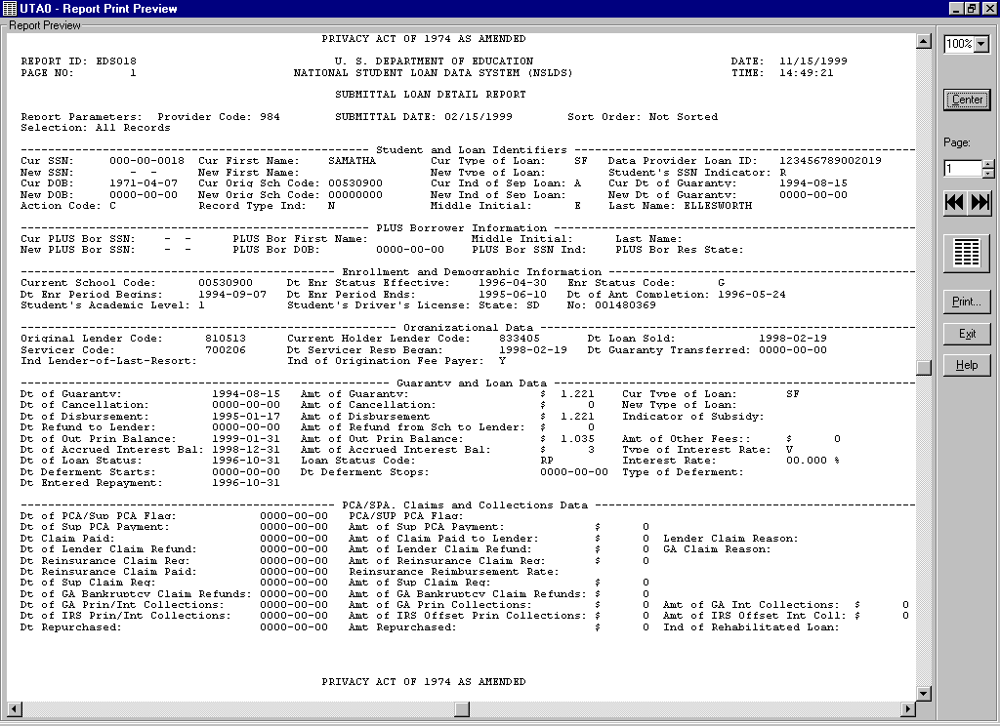 UTA0 - Report Print Preview
Report Preview
PRIVACY ACT OF 1974 AS AMENDED
REPORT ID: EDS018 U. S. DEPARTMENT OF EDUCATION DATE: 11/15/1999
PAGE NO: 1 NATIONAL STUDENT LOAN DATA SYSTEM (NSLDS) TIME: 14:49:21
SUBMITTAL LOAN DETAIL REPORT
Report Parameters: Provider Code: 984 SUBMITTAL DATE: 02/15/1999 Sort Order: Not Sorted
Selection: All Records
Student and Loan Identifiers
Cur SSN: 000-00-0018 Cur First Name: SAMATHA Cur Type of Loan: SF Data Provider Loan ID: 123456789002019
New SSN: - - New First Name: New Type of Loan: Student's SSN Indicator: R
Cur DOB: 1971-04-07 Cur Orig Sch Code: 00530900 Cur Ind of Sep Loan: A Cur Dt of Guaranty: 1994-08-15
New DOB: 0000-00-00 New Orig Sch Code: 00000000 New Ind of Sep Loan: New Dt of Guaranty: 0000-00-00
Action Code: C Record Type Ind: N Middle Initial: E Last Name: ELLESWORTH
PLUS Borrower Information
Cur PLUS Bor SSN: - - PLUS Bor First Name: Middle Initial: Last Name:
New PLUS Bor SSN: - - PLUS Bor DOB: 0000-00-00 PLUS Bor SSN Ind: PLUS Bor Res State:
Enrollment and Demographic Information
Current School Code: 00530900 Dt Enr Status Effective: 1996-04-30 Enr Status Code: G
Dt Enr Period Begins: 1994-09-07 Dt Enr Period Ends: 1995-06-10 Dt of Ant Completion: 1996-05-24
Student's Academic Level: 1 Student's Driver's License: State: SD No: 001480369
Organizational Data
Original Lender Code: 810513 Current Holder Lender Code: 833405 Dt Loan Sold: 1998-02-19
Servicer Code: 700206 Dt Servicer Resp Began: 1998-02-19 Dt Guaranty Transferred: 0000-00-00
Ind Lender-of-Last-Resort: Ind of Origination Fee Payer: Y
Guaranty and Loan Data
Dt of Guaranty: 1994-08-15 Amt of Guaranty: $ 1,221 Cur Type of Loan: SF
Dt of Cancellation: 0000-00-00 Amt of Cancellation: $ 0 New Type of Loan:
Dt of Disbursement: 1995-01-17 Amt of Disbursement $ 1,221 Indicator of Subsidy:
Dt Refund to Lender: 0000-00-00 Amt of Refund from Sch to Lender: $ 0
Dt of Out Prin Balance: 1999-01-31 Amt of Out Prin Balance: $ 1,035 Amt of Other Fees:: $ 0
Dt of Accrued Interest Bal: 1998-12-31 Amt of Accrued Interest Bal: $ 3 Type of Interest Rate: V
Dt of Loan Status: 1996-10-31 Loan Status Code: RP Interest Rate: 00.000 %
Dt Deferment Starts: 0000-00-00 Dt Deferment Stops: 0000-00-00 Type of Deferment:
Dt Entered Repayment: 1996-10-31
PCA/SPA, Claims and Collections Data
Dt of PCA/Sup PCA Flag: 0000-00-00 PCA/SUP PCA Flag:
Dt of Sup PCA Payment: 0000-00-00 Amt of Sup PCA Payment: $ 0
Dt Claim Paid: 0000-00-00 Amt of Claim Paid to Lender: $ 0 Lender Claim Reason:
Dt of Lender Claim Refund: 0000-00-00 Amt of Lender Claim Refund: $ 0 GA Claim Reason:
Dt Reinsurance Claim Req: 0000-00-00 Amt of Reinsurance Claim Req: $ 0
Dt Reinsurance Claim Paid: 0000-00-00 Reinsurance Reimbursement Rate:
Dt of Sup Claim Req: 0000-00-00 Amt of Sup Claim Req: $ 0
Dt of GA Bankruptcy Claim Refunds: 0000-00-00 Amt of GA Bankruptcy Claim Refunds: $ 0
Dt of GA Prin/Int Collections: 0000-00-00 Amt of GA Prin Collections: $ 0 Amt of GA Int Collections: $ 0
Dt of IRS Prin/Int Collections: 0000-00-00 Amt of IRS Offset Prin Collections: $ 0 Amt of IRS Offset Int Coll: $ 0
Dt Repurchased: 0000-00-00 Amt Repurchased: $ 0 Ind of Rehabilitated Loan:
PRIVACY ACT OF 1974 AS AMENDED
100%
Center
Page:
1
Print...
Exit
Help